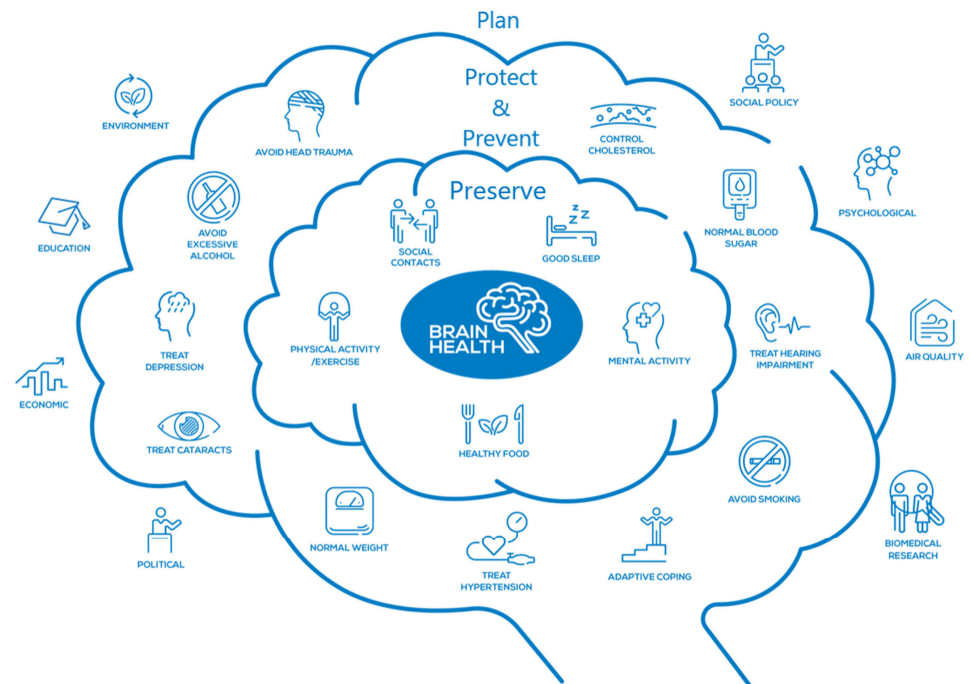 Plan
Protect
&
Prevent
Preserve
SOCIAL POLICY
ENVIRONMENT
AVOID HEAD TRAUMA
CONTROL
CHOLESTEROL
PSYCHOLOGICAL
EDUCATION
AVOID
EXCESSIVE
ALCOHOL
SOCIAL
CONTACTS
Z
Z
Z
GOOD SLEEP
NORMAL BLOOD
SUGAR
BRAIN
HEALTH
PHYSICAL ACTIVITY
/EXERCISE
MENTAL ACTIVITY
TREAT
DEPRESSION
TREAT HEARING
IMPAIRMENT
AIR QUALITY
ECONOMIC
TREAT CATARACTS
HEALTHY FOOD
AVOID SMOKING
POLITICAL
NORMAL WEIGHT
TREAT
HYPERTENSION
ADAPTIVE COPING
BIOMEDICAL
RESEARCH